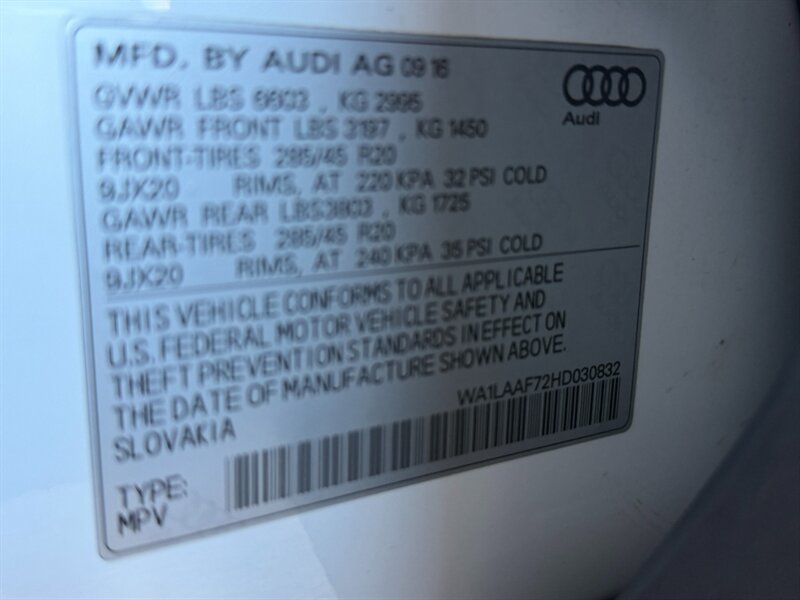 MFD. BY AUDI AG 09 16
GVWR LBS 6603 , KG 2995
GAWR FRONT LBS 3197 , KG 1450
FRONT-TIRES 285/45 R20
9JX20 RIMS, AT 220 KPA 32 PSI COLD
GAWR REAR LBS3803 , KG 1725
REAR-TIRES 285/45 R20
9JX20 RIMS, AT 240 KPA 35 PSI COLD
Audi
THIS VEHICLE CONFORMS TO ALL APPLICABLE
U.S. FEDERAL MOTOR VEHICLE SAFETY AND
THEFT PREVENTION STANDARDS IN EFFECT ON
THE DATE OF MANUFACTURE SHOWN ABOVE.
SLOVAKIA
WA1LAAF72HD030832
TYPE:
MPV